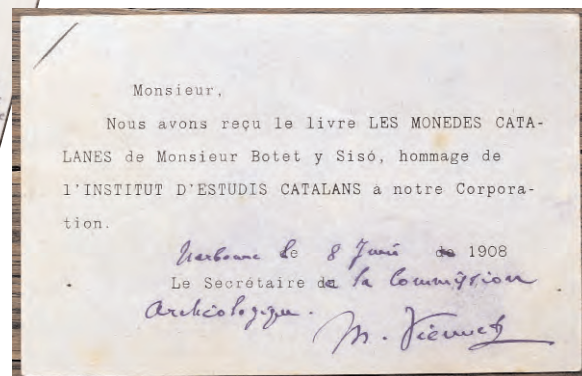 Monsieur,
Nous avons reçu le livre LES MONEDES CATA-
LANES de Monsieur Botet y Sisó, hommage de
l'INSTITUT D'ESTUDIS CATALANS a notre Corpora-
tion.
Narbonne le 8 Juin de 1908
Le Secrétaire de la Commission
Archéologique.
M.